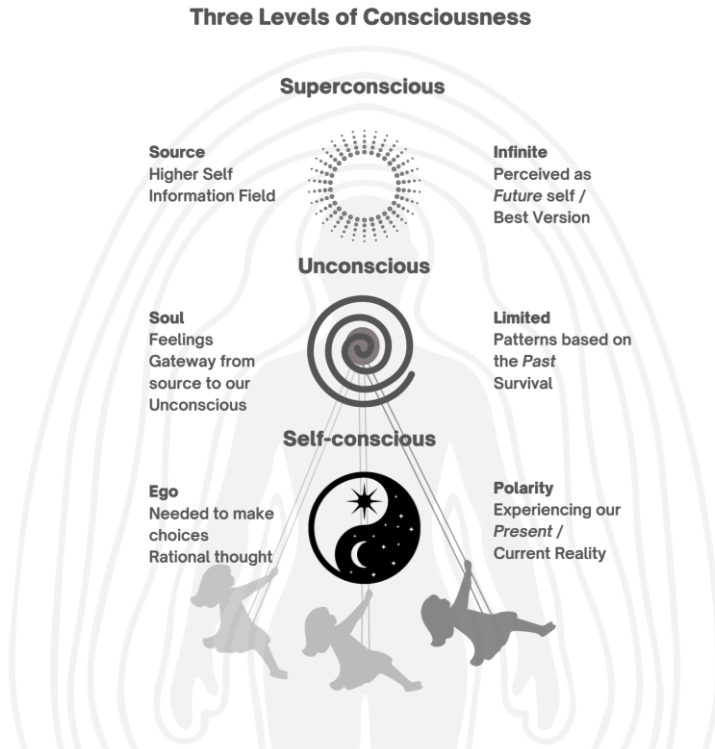 Three Levels of Consciousness
Superconscious
Source
Higher Self
Information Field
Infinite
Perceived as
Future self /
Best Version
Unconscious
Soul
Feelings
Gateway from
source to our
Unconscious
Limited
Patterns based on
the Past
Survival
Self-conscious
Ego
Needed to make
choices
Rational thought
Polarity
Experiencing our
Present /
Current Reality